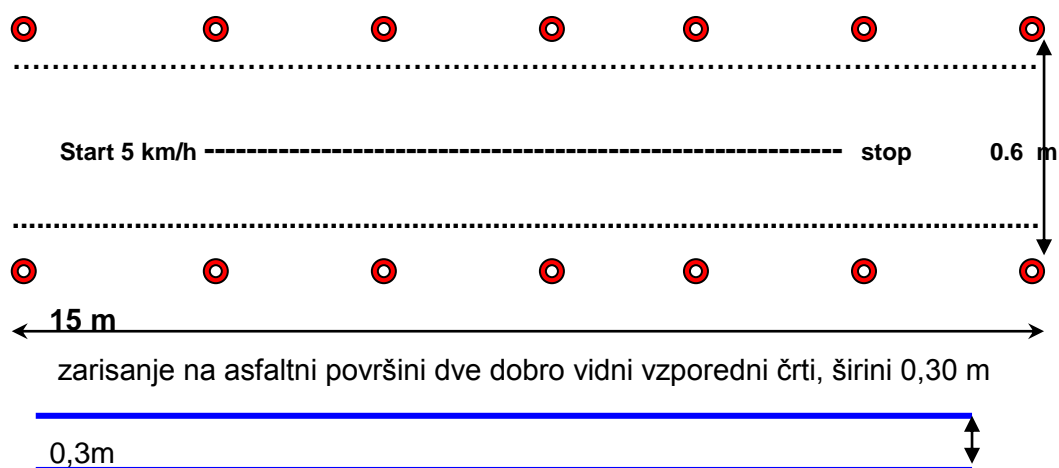 Start 5 km/h stop 0.6 m
15 m
zarisanje na asfaltni površini dve dobro vidni vzporedni črti, širini 0,30 m
0,3m